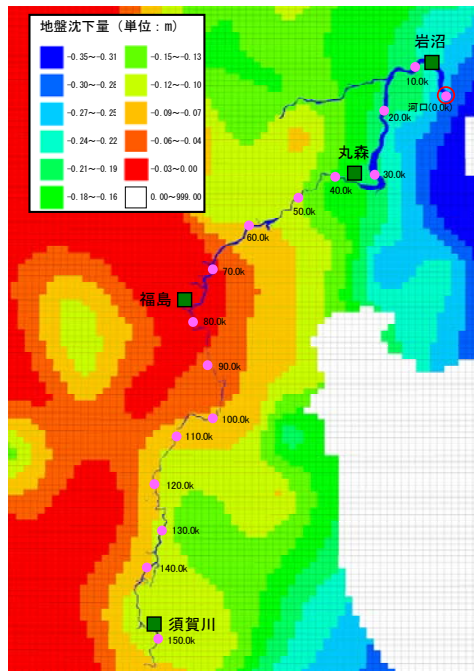 地盤沈下量（単位：m）
-0.35～-0.31
-0.15～-0.13
-0.30～-0.28
-0.12～-0.10
-0.27～-0.25
-0.09～-0.07
-0.24～-0.22
-0.06～-0.04
-0.21～-0.19
-0.03～0.00
-0.18～-0.16
0.00～999.00
岩沼
10.0k
河口(0.0k)
20.0k
丸森
30.0k
40.0k
50.0k
60.0k
70.0k
福島
80.0k
90.0k
100.0k
110.0k
120.0k
130.0k
140.0k
須賀川
150.0k